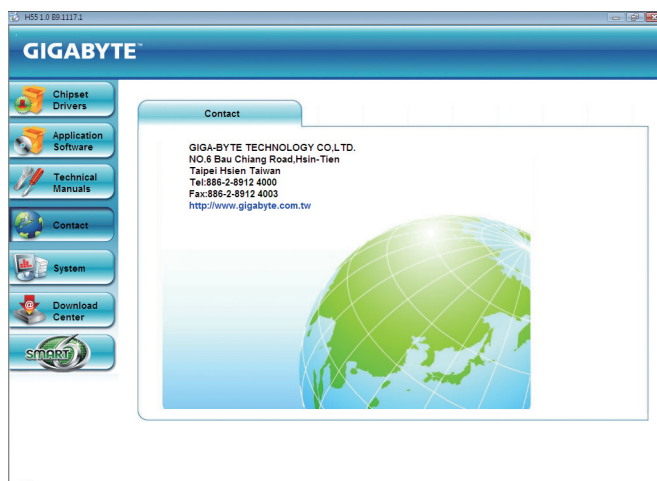 H55 1.0 B9.1117.1
GIGABYTE™
Chipset
Drivers
Application
Software
Technical
Manuals
Contact
System
Download
Center
SMART 6
Contact
GIGA-BYTE TECHNOLOGY CO,LTD.
NO.6 Bau Chiang Road,Hsin-Tien
Taipei Hsien Taiwan
Tel:886-2-8912 4000
Fax:886-2-8912 4003
http://www.gigabyte.com.tw